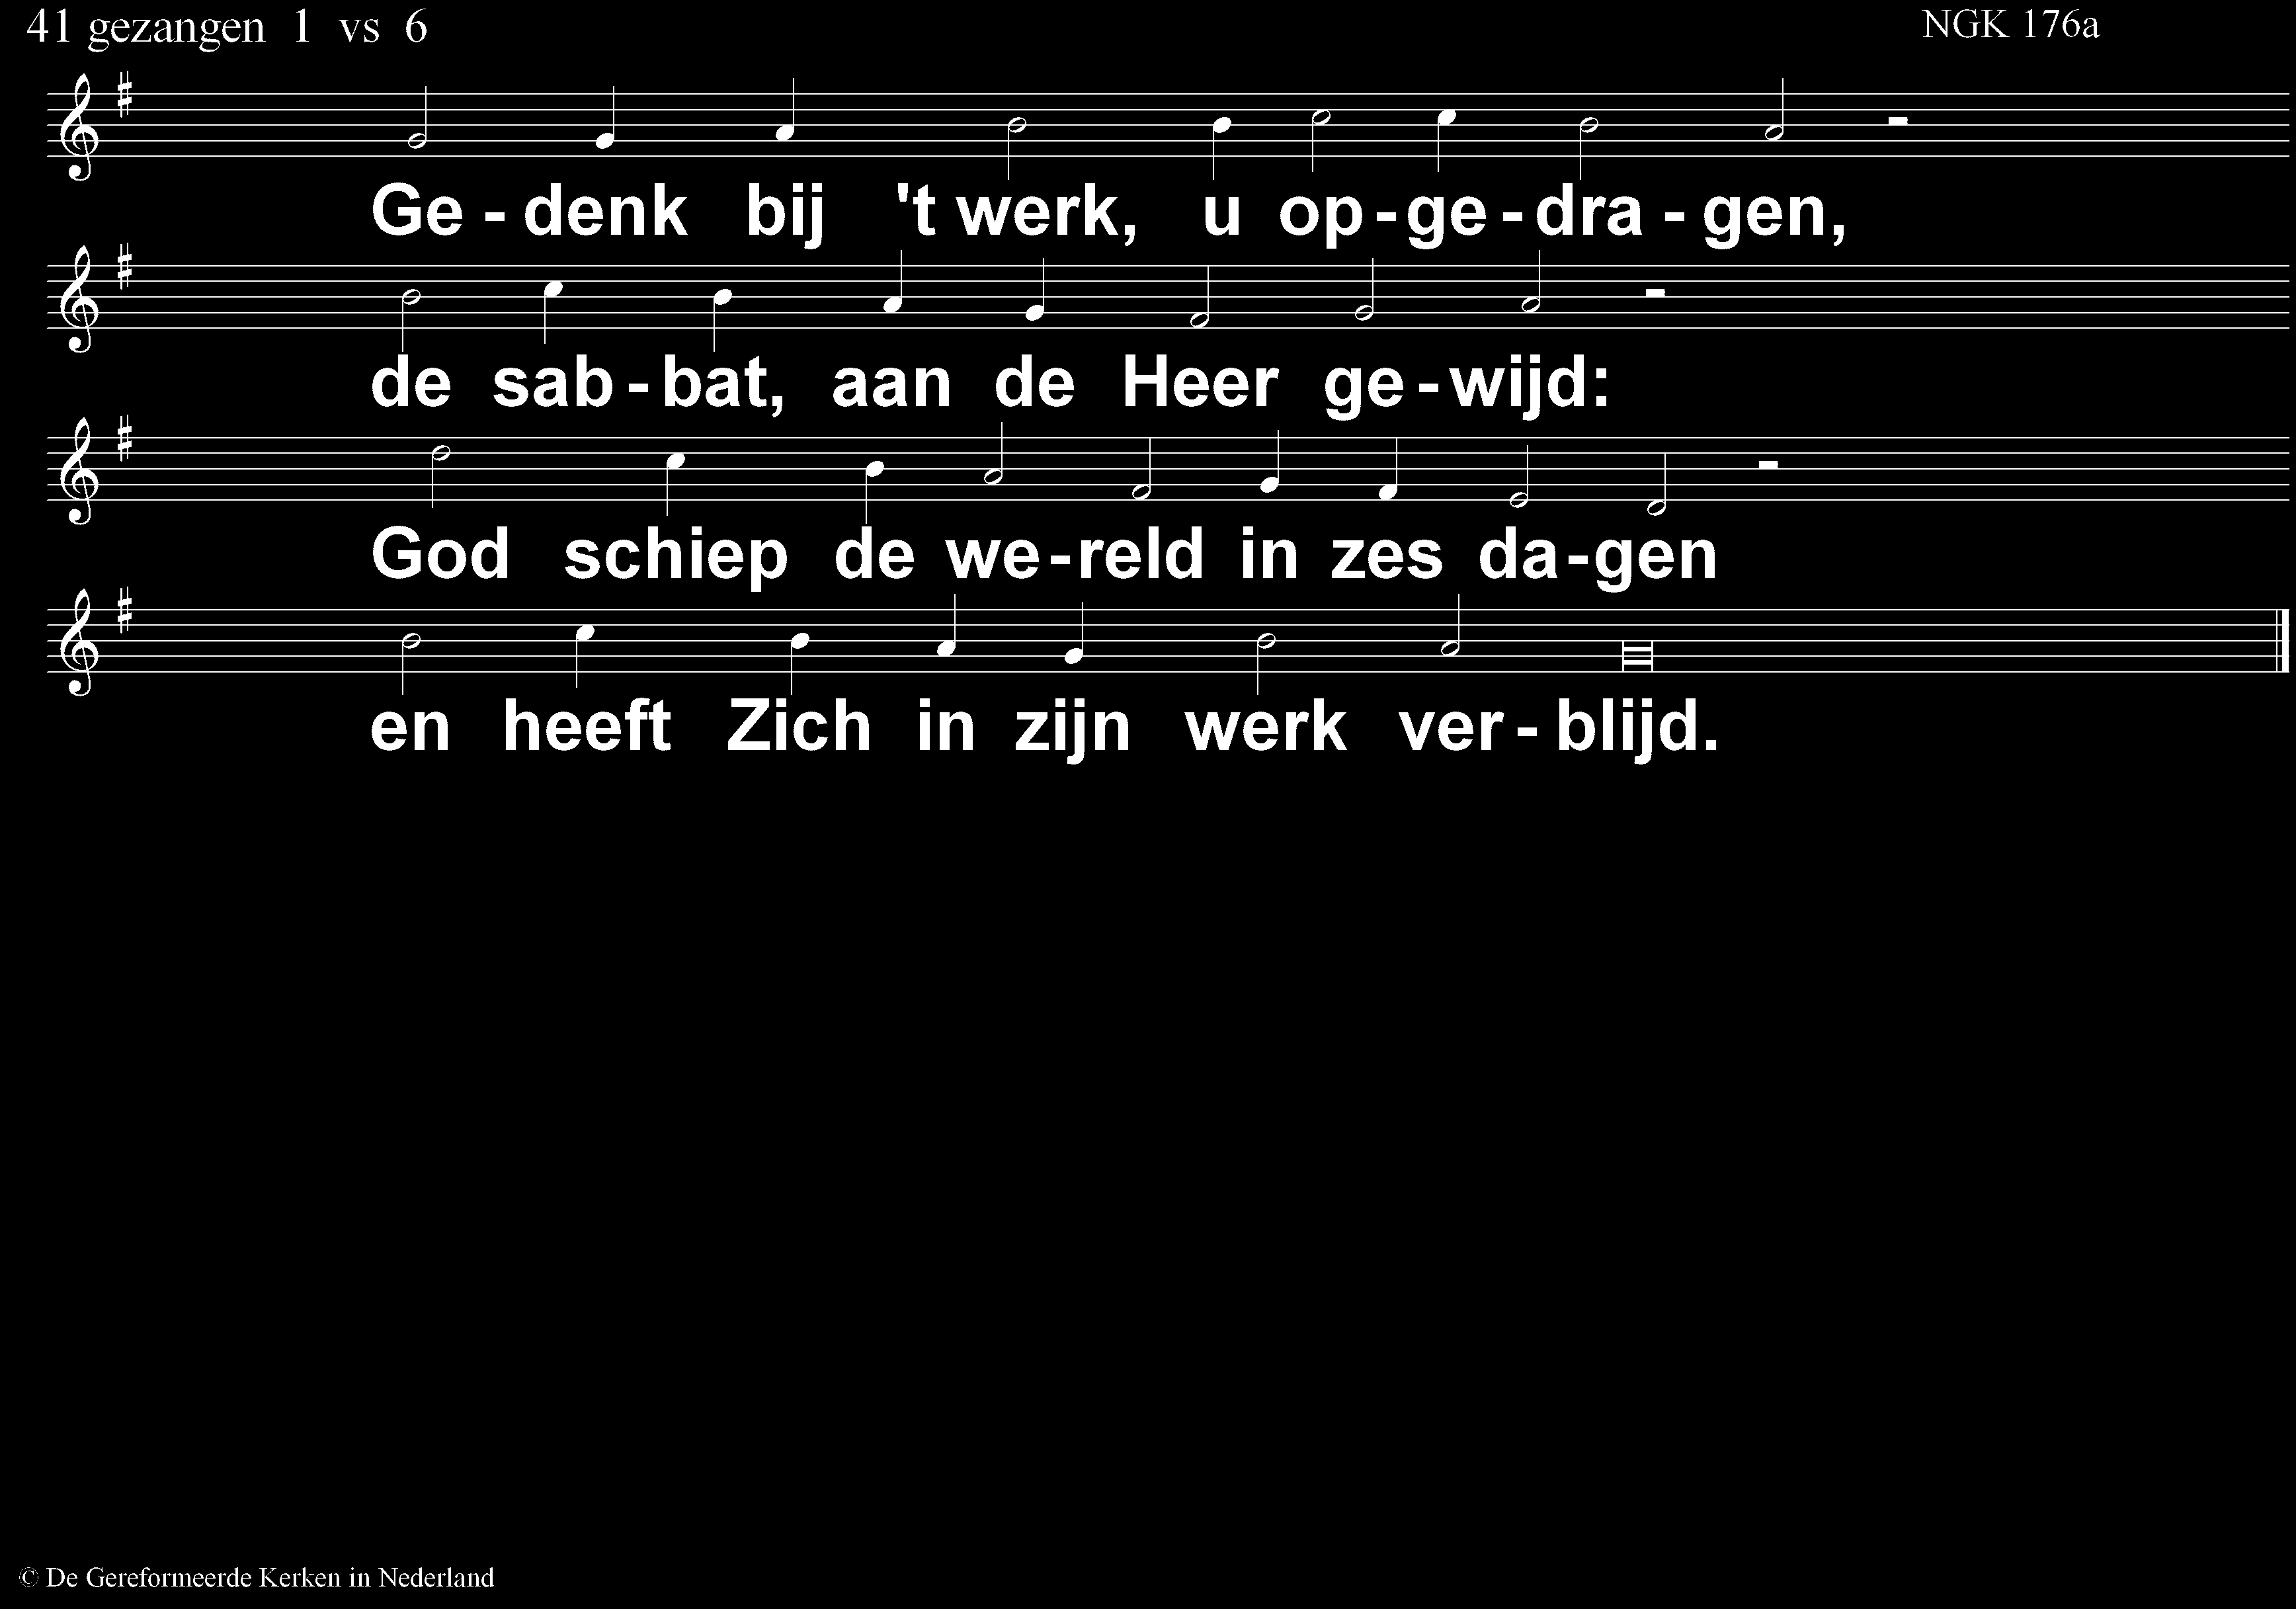 41 gezangen 1 vs 6 NGK 176a
Ge - denk bij 't werk, u op - ge - dra - gen,
de sab - bat, aan de Heer ge - wijd:
God schiep de we - reld in zes da - gen
en heeft Zich in zijn werk ver - blijd.
© De Gereformeerde Kerken in Nederland